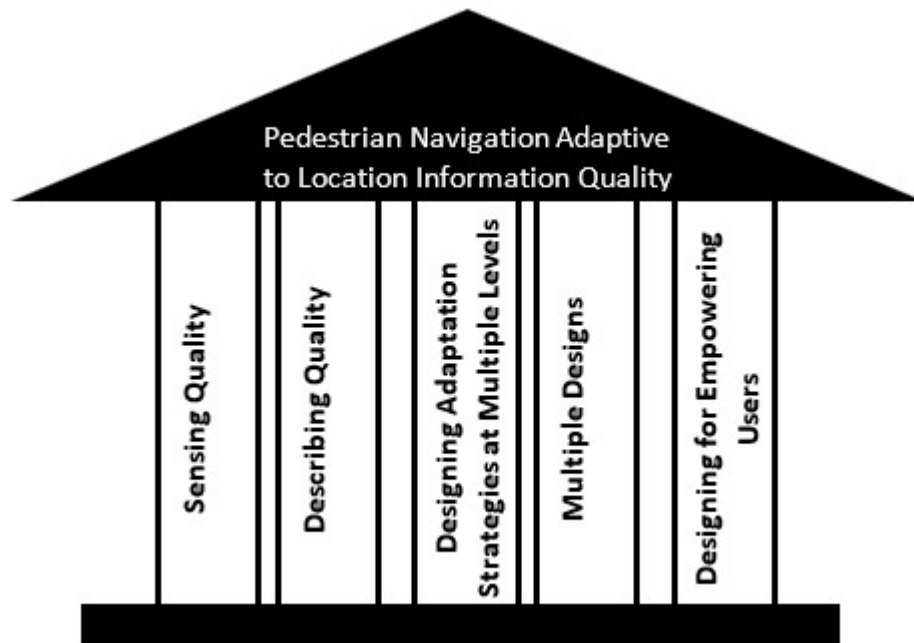 Pedestrian Navigation Adaptive
to Location Information Quality
Sensing Quality
Describing Quality
Designing Adaptation
Strategies at Multiple Levels
Multiple Designs
Designing for Empowering
Users